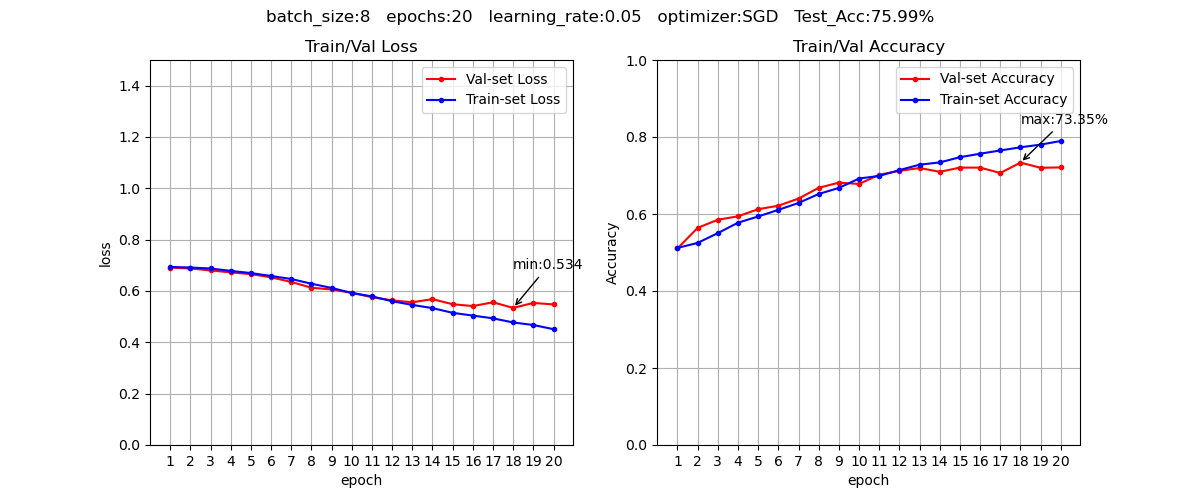 batch_size:8   epochs:20   learning_rate:0.05   optimizer:SGD   Test_Acc:75.99%
Train/Val Loss
Val-set Loss
Train-set Loss
min:0.534
loss
1.4
1.2
1.0
0.8
0.6
0.4
0.2
0.0
1 2 3 4 5 6 7 8 9 10 11 12 13 14 15 16 17 18 19 20
epoch
Train/Val Accuracy
Val-set Accuracy
Train-set Accuracy
max:73.35%
Accuracy
1.0
0.8
0.6
0.4
0.2
0.0
1 2 3 4 5 6 7 8 9 10 11 12 13 14 15 16 17 18 19 20
epoch